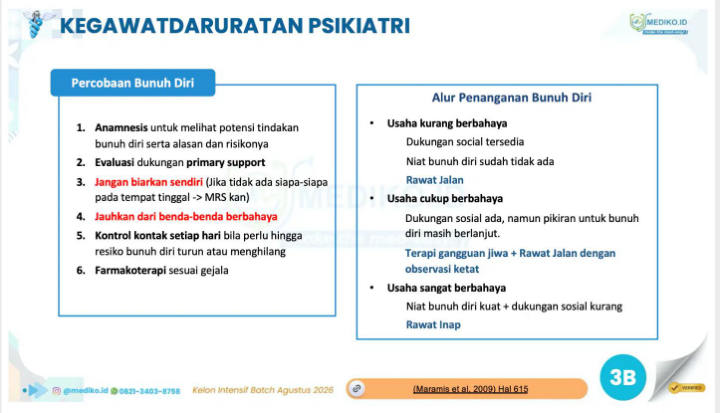 KEGAWATDARURATAN PSIKIATRI
MEDIKO.ID
Percobaan Bunuh Diri
1. Anamnesis untuk melihat potensi tindakan
bunuh diri serta alasan dan risikonya
2. Evaluasi dukungan primary support
3. Jangan biarkan sendiri (Jika tidak ada siapa-siapa
pada tempat tinggal -> MRS kan)
4. Jauhkan dari benda-benda berbahaya
5. Kontrol kontak setiap hari bila perlu hingga
resiko bunuh diri turun atau menghilang
6. Farmakoterapi sesuai gejala
Alur Penanganan Bunuh Diri
• Usaha kurang berbahaya
Dukungan social tersedia
Niat bunuh diri sudah tidak ada
Rawat Jalan
• Usaha cukup berbahaya
Dukungan sosial ada, namun pikiran untuk bunuh
diri masih berlanjut.
Terapi gangguan jiwa + Rawat Jalan dengan
observasi ketat
• Usaha sangat berbahaya
Niat bunuh diri kuat + dukungan sosial kurang
Rawat Inap
MEDIKO.ID
@mediko.id 0821-2403-8758 Kelon Intensif Batch Agustus 2026
(Maramis et al, 2009) Hal 615
3B
VERIFIED